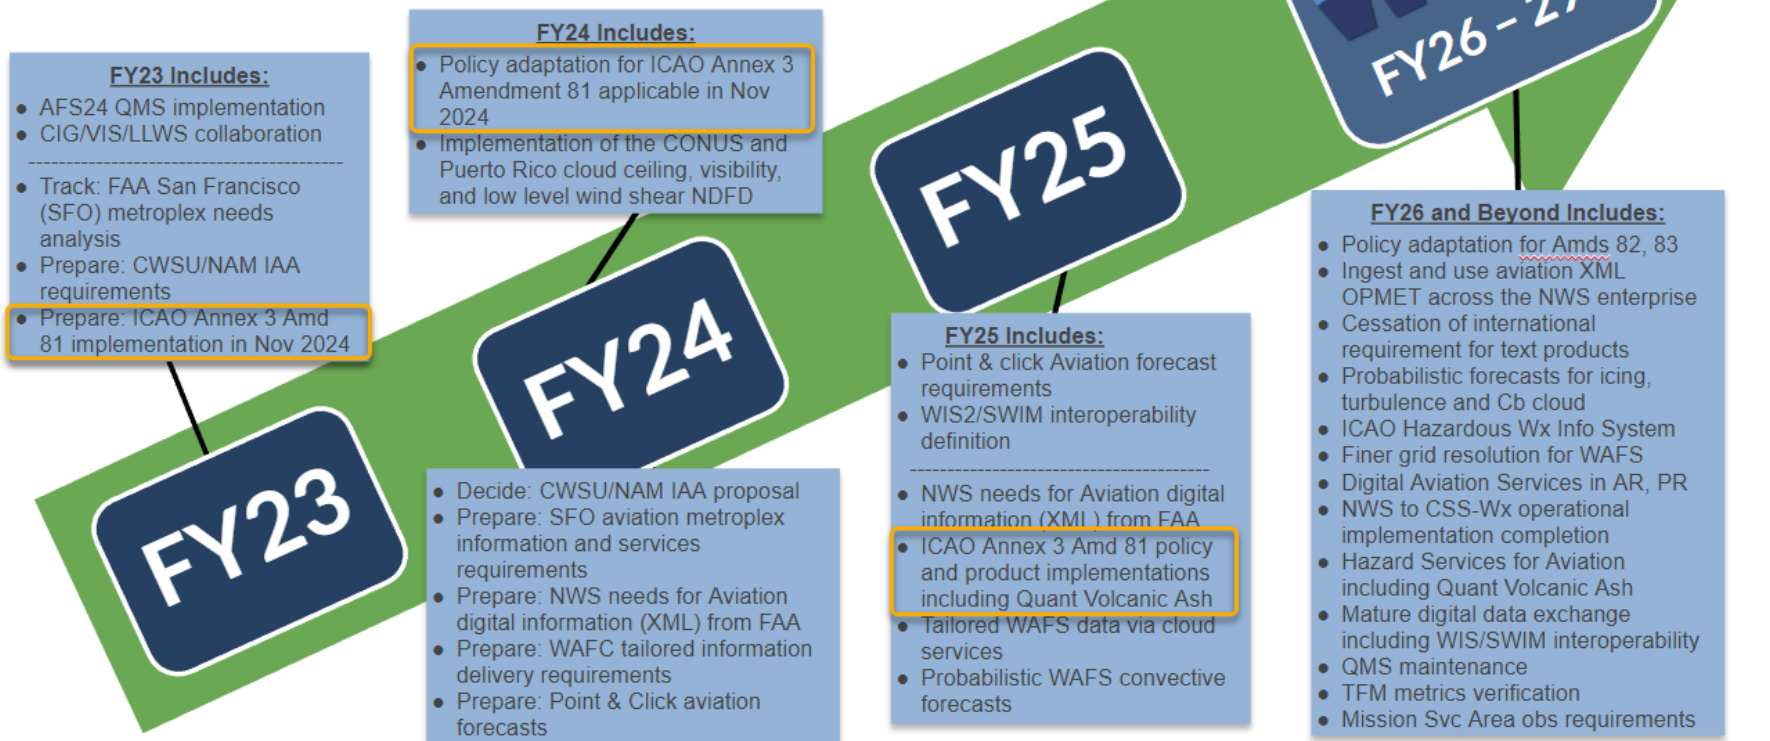 FY23 Includes:
● AFS24 QMS implementation
● CIG/VIS/LLWS collaboration
------------------------------------------
● Track: FAA San Francisco
(SFO) metroplex needs
analysis
● Prepare: CWSU/NAM IAA
requirements
● Prepare: ICAO Annex 3 Amd
81 implementation in Nov 2024
FY23
FY24 Includes:
● Policy adaptation for ICAO Annex 3
Amendment 81 applicable in Nov
2024
● Implementation of the CONUS and
Puerto Rico cloud ceiling, visibility,
and low level wind shear NDFD
FY24
● Decide: CWSU/NAM IAA proposal
● Prepare: SFO aviation metroplex
information and services
requirements
● Prepare: NWS needs for Aviation
digital information (XML) from FAA
● Prepare: WAFC tailored information
delivery requirements
● Prepare: Point & Click aviation
forecasts
FY25
FY25 Includes:
● Point & click Aviation forecast
requirements
● WIS2/SWIM interoperability
definition
----------------------------------------
● NWS needs for Aviation digital
information (XML) from FAA
● ICAO Annex 3 Amd 81 policy
and product implementations
including Quant Volcanic Ash
● Tailored WAFS data via cloud
services
● Probabilistic WAFS convective
forecasts
FY26 – 27
FY26 and Beyond Includes:
● Policy adaptation for Amds 82, 83
● Ingest and use aviation XML
OPMET across the NWS enterprise
● Cessation of international
requirement for text products
● Probabilistic forecasts for icing,
turbulence and Cb cloud
● ICAO Hazardous Wx Info System
● Finer grid resolution for WAFS
● Digital Aviation Services in AR, PR
● NWS to CSS-Wx operational
implementation completion
● Hazard Services for Aviation
including Quant Volcanic Ash
● Mature digital data exchange
including WIS/SWIM interoperability
● QMS maintenance
● TFM metrics verification
● Mission Svc Area obs requirements